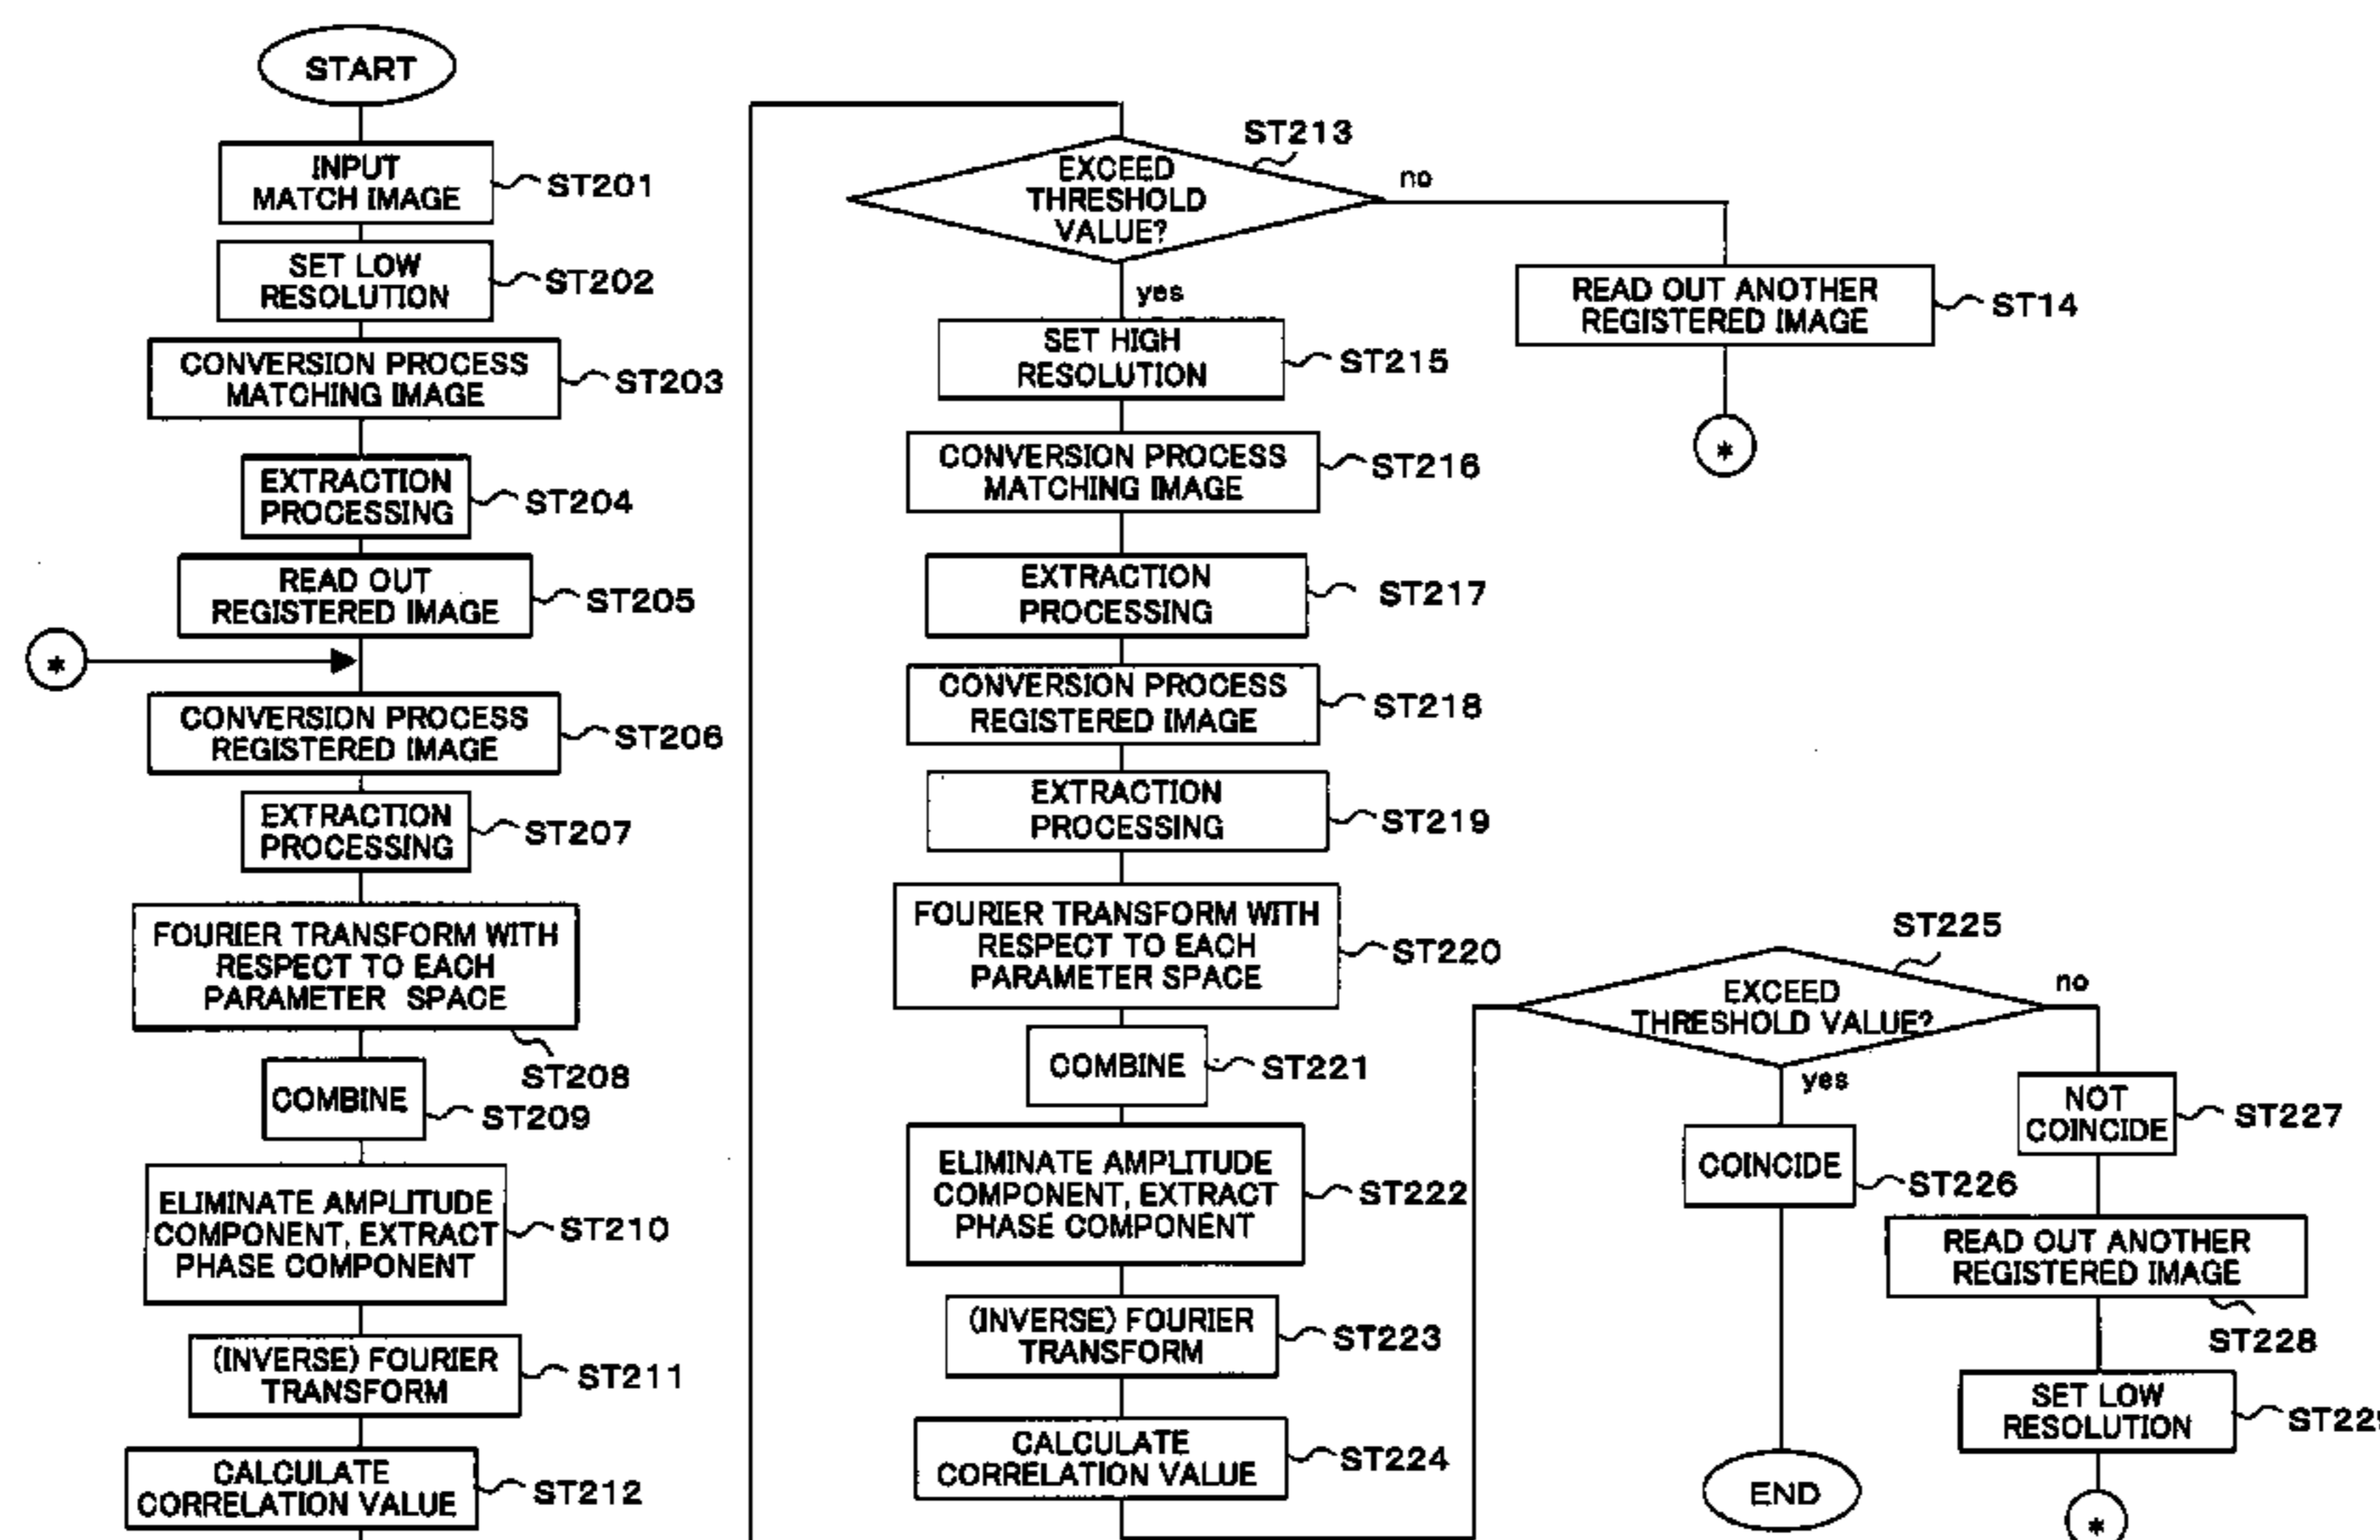 START
INPUT
MATCH IMAGE
ST201
SET LOW
RESOLUTION
ST202
CONVERSION PROCESS
MATCHING IMAGE
ST203
EXTRACTION
PROCESSING
ST204
READ OUT
REGISTERED IMAGE
ST205
*
CONVERSION PROCESS
REGISTERED IMAGE
ST206
EXTRACTION
PROCESSING
ST207
FOURIER TRANSFORM WITH
RESPECT TO EACH
PARAMETER SPACE
ST208
COMBINE
ST209
ELIMINATE AMPLITUDE
COMPONENT, EXTRACT
PHASE COMPONENT
ST210
(INVERSE) FOURIER
TRANSFORM
ST211
CALCULATE
CORRELATION VALUE
ST212
ST213
EXCEED
THRESHOLD
VALUE?
no
yes
READ OUT ANOTHER
REGISTERED IMAGE
ST14
*
SET HIGH
RESOLUTION
ST215
CONVERSION PROCESS
MATCHING IMAGE
ST216
EXTRACTION
PROCESSING
ST217
CONVERSION PROCESS
REGISTERED IMAGE
ST218
EXTRACTION
PROCESSING
ST219
FOURIER TRANSFORM WITH
RESPECT TO EACH
PARAMETER SPACE
ST220
COMBINE
ST221
ELIMINATE AMPLITUDE
COMPONENT, EXTRACT
PHASE COMPONENT
ST222
(INVERSE) FOURIER
TRANSFORM
ST223
CALCULATE
CORRELATION VALUE
ST224
ST225
EXCEED
THRESHOLD VALUE?
no
yes
COINCIDE
ST226
END
NOT
COINCIDE
ST227
READ OUT ANOTHER
REGISTERED IMAGE
ST228
SET LOW
RESOLUTION
*